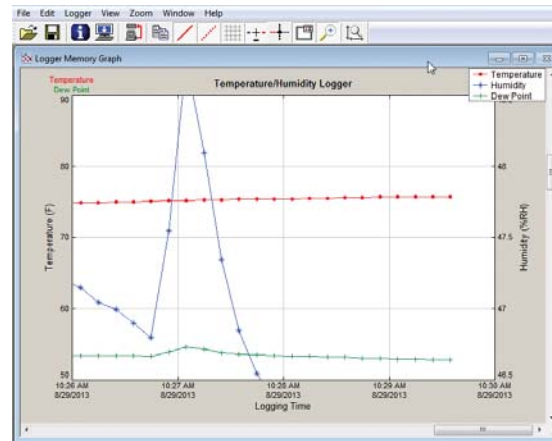 File Edit Logger View Zoom Window Help
Logger Memory Graph
Temperature
Dew Point
Temperature/Humidity Logger
Temperature
Humidity
Dew Point
90
80
48
Temperature (F)
70
47.5
Humidity (%RH)
60
47
50
46.5
10:26 AM 10:27 AM 10:28 AM 10:29 AM 10:30 AM
8/29/2013 8/29/2013 8/29/2013 8/29/2013 8/29/2013
Logging Time